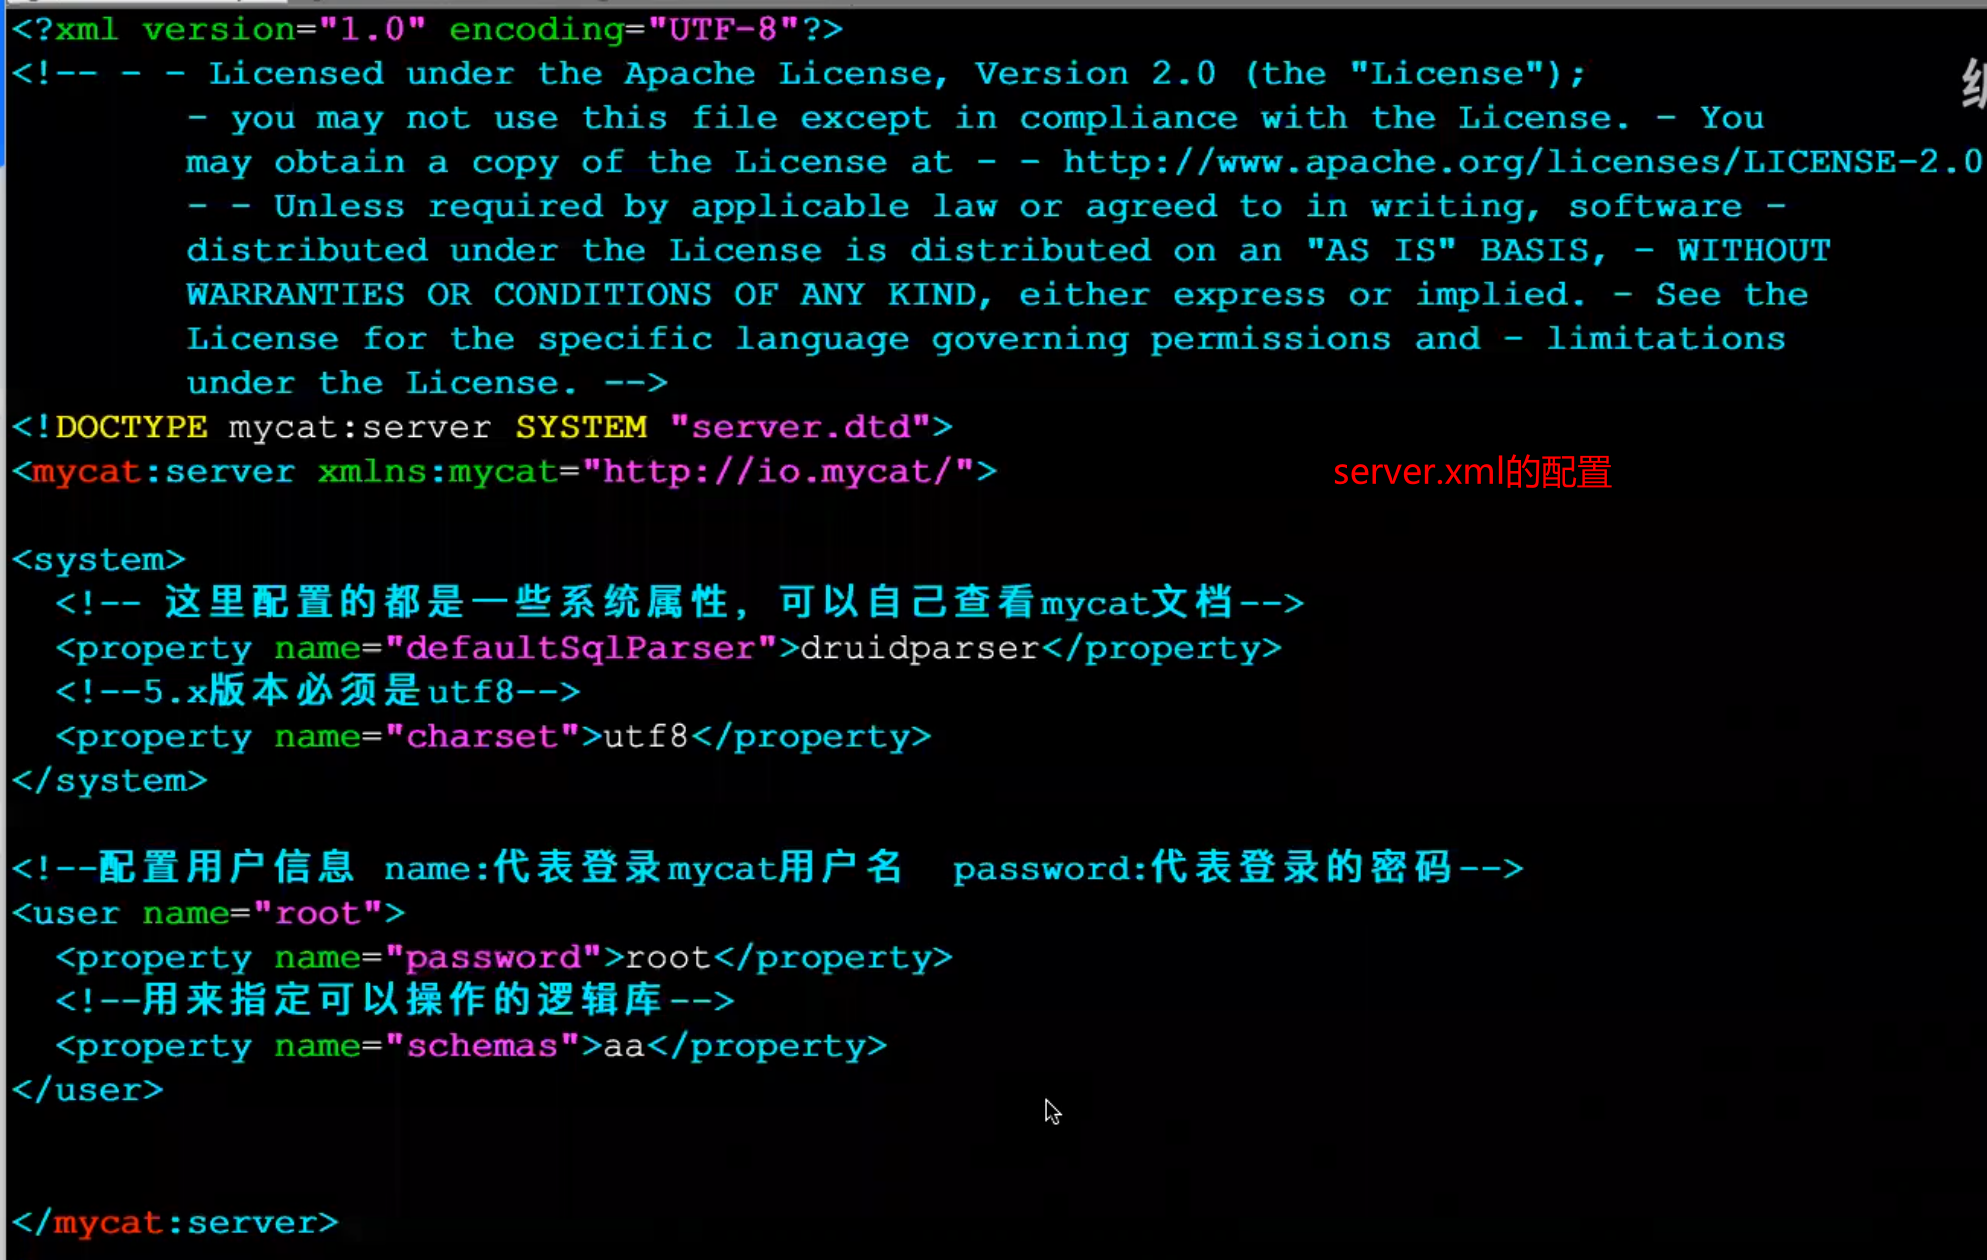 <?xml version="1.0" encoding="UTF-8"?>
<!-- - - Licensed under the Apache License, Version 2.0 (the "License");
- you may not use this file except in compliance with the License. - You
may obtain a copy of the License at - - http://www.apache.org/licenses/LICENSE-2.0
- - Unless required by applicable law or agreed to in writing, software -
distributed under the License is distributed on an "AS IS" BASIS, - WITHOUT
WARRANTIES OR CONDITIONS OF ANY KIND, either express or implied. - See the
License for the specific language governing permissions and - limitations
under the License. -->
<!DOCTYPE mycat:server SYSTEM "server.dtd">
<mycat:server xmlns:mycat="http://io.mycat/">
server.xml的配置
<system>
<!-- 这里配置的都是一些系统属性，可以自己查看mycat文档-->
<property name="defaultSqlParser">druidparser</property>
<!--5.x版本必须是utf8-->
<property name="charset">utf8</property>
</system>
<!--配置用户信息 name:代表登录mycat用户名 password:代表登录的密码-->
<user name="root">
<property name="password">root</property>
<!--用来指定可以操作的逻辑库-->
<property name="schemas">aa</property>
</user>
</mycat:server>